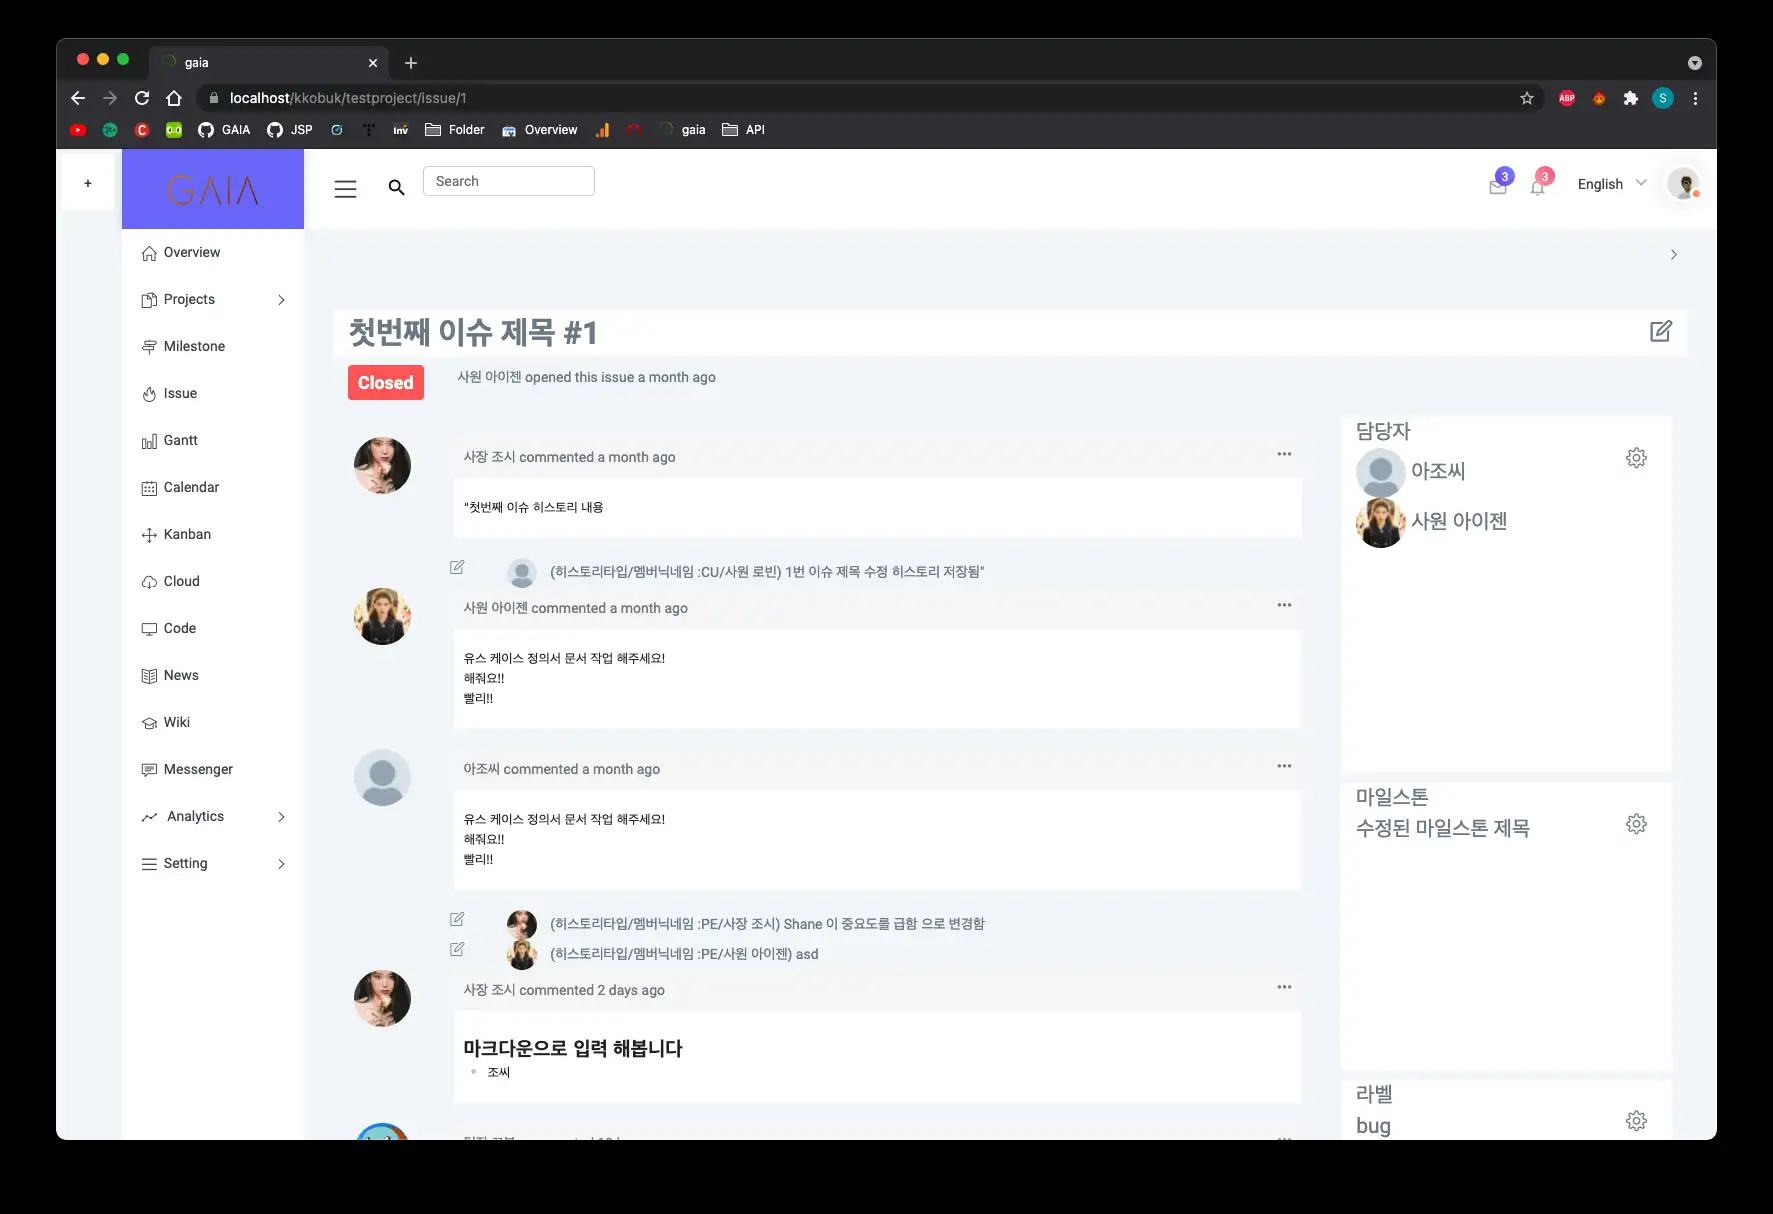 gaia
localhost/kkobuk/testproject/issue/1
ABP
S
C
GAIA
JSP
inv
Folder
Overview
gaia
API
+
GAIA
Search
3
3
English
Overview
Projects
Milestone
Issue
Gantt
Calendar
Kanban
Cloud
Code
News
Wiki
Messenger
Analytics
Setting
첫번째 이슈 제목 #1
Closed
사원 아이젠 opened this issue a month ago
사장 조시 commented a month ago
"첫번째 이슈 히스토리 내용
(히스토리타입/멤버닉네임 :CU/사원 로빈) 1번 이슈 제목 수정 히스토리 저장됨"
사원 아이젠 commented a month ago
유스 케이스 정의서 문서 작업 해주세요!
해줘요!!
빨리!!
아조씨 commented a month ago
유스 케이스 정의서 문서 작업 해주세요!
해줘요!!
빨리!!
(히스토리타입/멤버닉네임 :PE/사장 조시) Shane 이 중요도를 급함 으로 변경함
(히스토리타입/멤버닉네임 :PE/사원 아이젠) asd
사장 조시 commented 2 days ago
마크다운으로 입력 해봅니다
조씨
담당자
아조씨
사원 아이젠
마일스톤
수정된 마일스톤 제목
라벨
bug